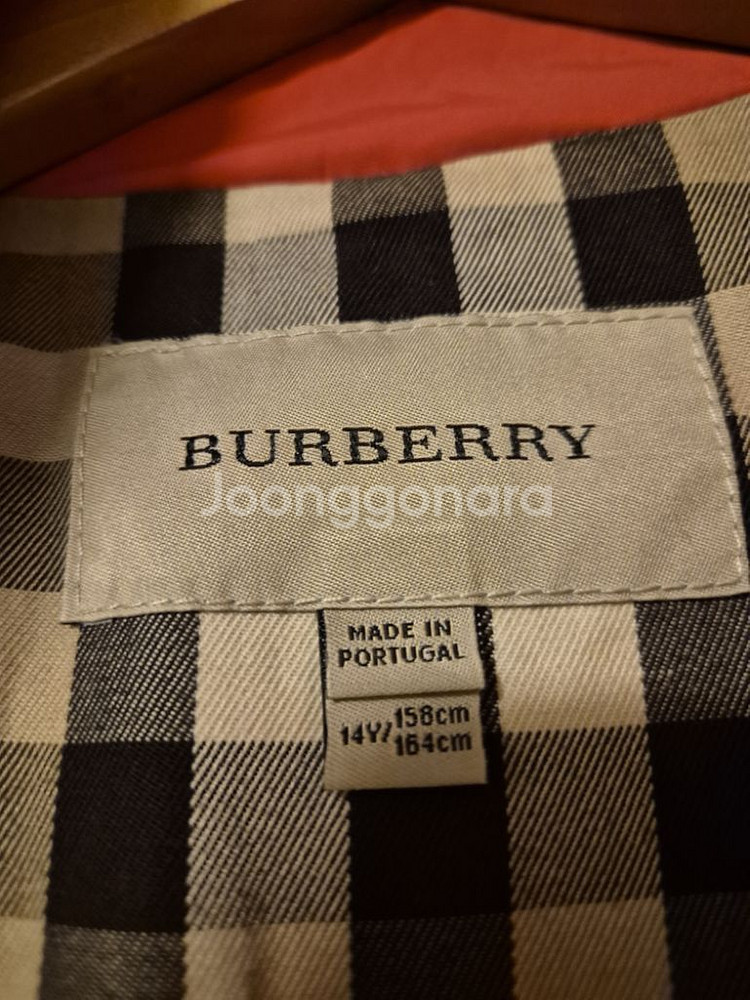 BURBERRY
Joonggonara
MADE IN
PORTUGAL
14Y/158cm
164cm